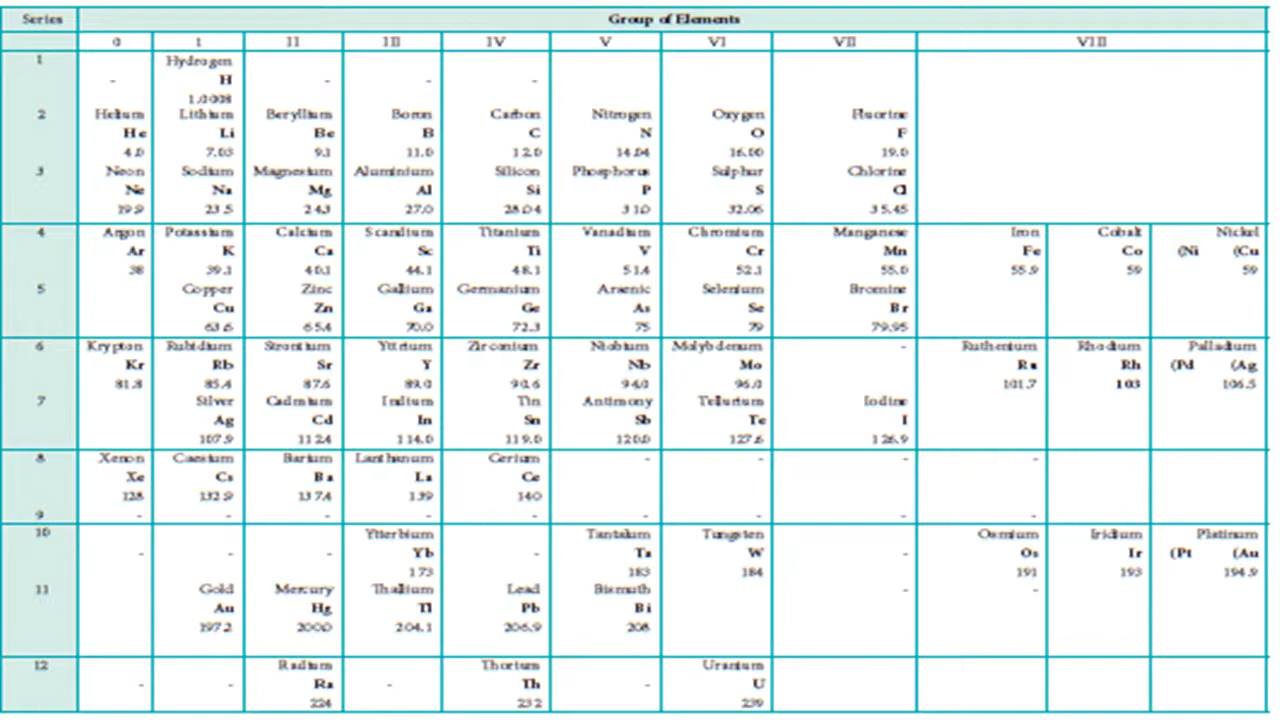 Series Group of Elements
0 I II III IV V VI VII VIII
1 Hydrogen
- H - - -
1.0008
2 Helium Lithium Beryllium Boron Carbon Nitrogen Oxygen Fluorine
He Li Be B C N O F
4.0 7.03 9.1 11.0 12.0 14.04 16.00 19.0
3 Neon Sodium Magnesium Aluminium Silicon Phosphorus Sulphur Chlorine
Ne Na Mg Al Si P S Cl
19.9 23.5 24.3 27.0 28.04 31.0 32.06 35.45
4 Argon Potassium Calcium Scandium Titanium Vanadium Chromium Manganese Iron Cobalt Nickel
Ar K Ca Sc Ti V Cr Mn Fe Co (Ni (Cu
38 39.1 40.1 44.1 48.1 51.4 52.1 55.0 55.9 59 59
5 Copper Zinc Gallium Germanium Arsenic Selenium Bromine
Cu Zn Ga Ge As Se Br
63.6 65.4 70.0 72.3 75 79 79.95
6 Krypton Rubidium Strontium Yttrium Zirconium Niobium Molybdenum - Ruthenium Rhodium Palladium
Kr Rb Sr Y Zr Nb Mo Ru Rh (Pd (Ag
81.8 85.4 87.6 89.0 90.6 94.0 96.0 101.7 103 106.5
7 Silver Cadmium Indium Tin Antimony Tellurium Iodine
Ag Cd In Sn Sb Te I
107.9 112.4 114.0 119.0 120.0 127.6 126.9
8 Xenon Caesium Barium Lanthanum Cerium - - - -
Xe Cs Ba La Ce
128 132.9 137.4 139 140
9 - - - - - - - - -
10 Ytterbium Tantalum Tungsten Osmium Iridium Platinum
- - - Yb - Ta W - Os Ir (Pt (Au
173 183 184 191 193 194.9
11 Gold Mercury Thallium Lead Bismuth - -
Au Hg Tl Pb Bi
197.2 200.0 204.1 206.9 208
12 Radium Thorium Uranium
- - Ra - Th - U
224 232 239